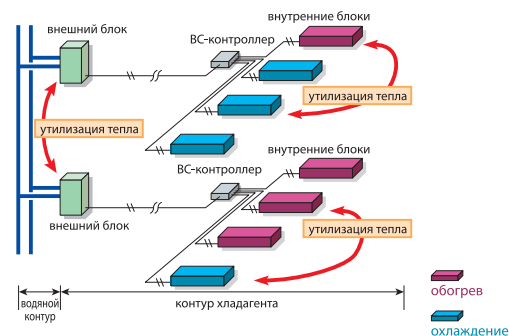 внешний блок
внутренние блоки
ВС-контроллер
утилизация тепла
утилизация тепла
ВС-контроллер
внутренние блоки
внешний блок
утилизация тепла
водяной
контур
контур хладагента
обогрев
охлаждение